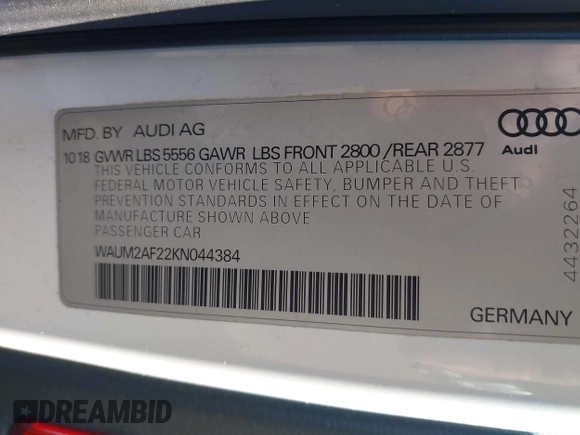 MFD. BY AUDI AG
10 18 GVWR LBS 5556 GAWR LBS FRONT 2800 /REAR 2877
Audi
THIS VEHICLE CONFORMS TO ALL APPLICABLE U.S.
FEDERAL MOTOR VEHICLE SAFETY, BUMPER AND THEFT
PREVENTION STANDARDS IN EFFECT ON THE DATE OF
MANUFACTURE SHOWN ABOVE
PASSENGER CAR
WAUM2AF22KN044384
4432264
GERMANY
DREAMBID